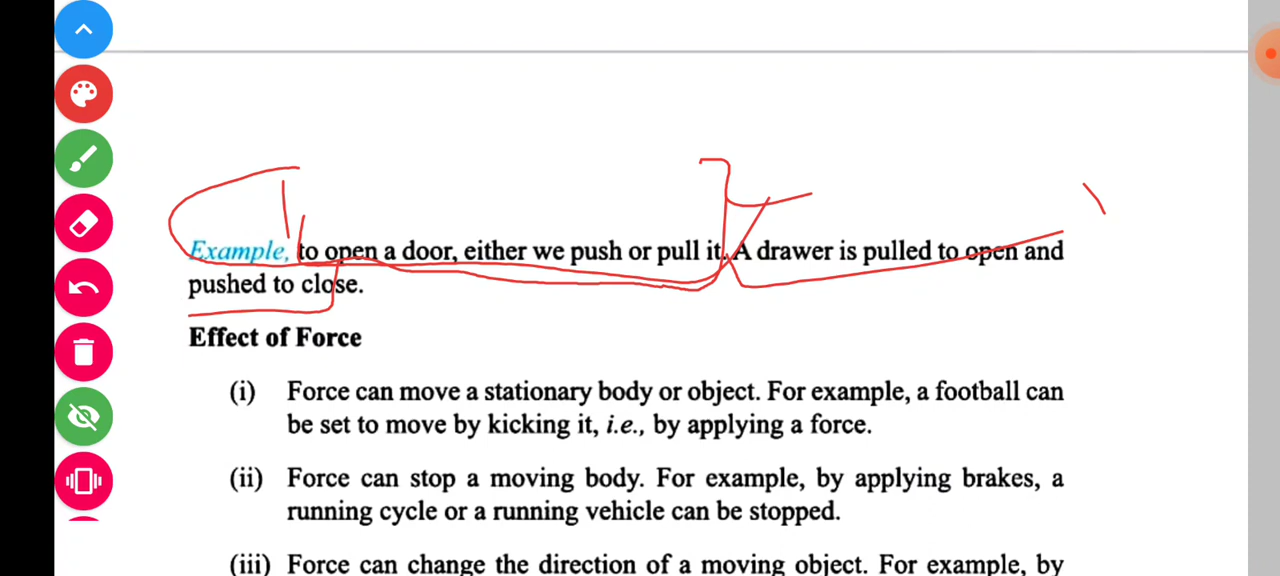 Example, to open a door, either we push or pull it. A drawer is pulled to open and
pushed to close.
Effect of Force
(i) Force can move a stationary body or object. For example, a football can
be set to move by kicking it, i.e., by applying a force.
(ii) Force can stop a moving body. For example, by applying brakes, a
running cycle or a running vehicle can be stopped.
(iii) Force can change the direction of a moving object. For example, by